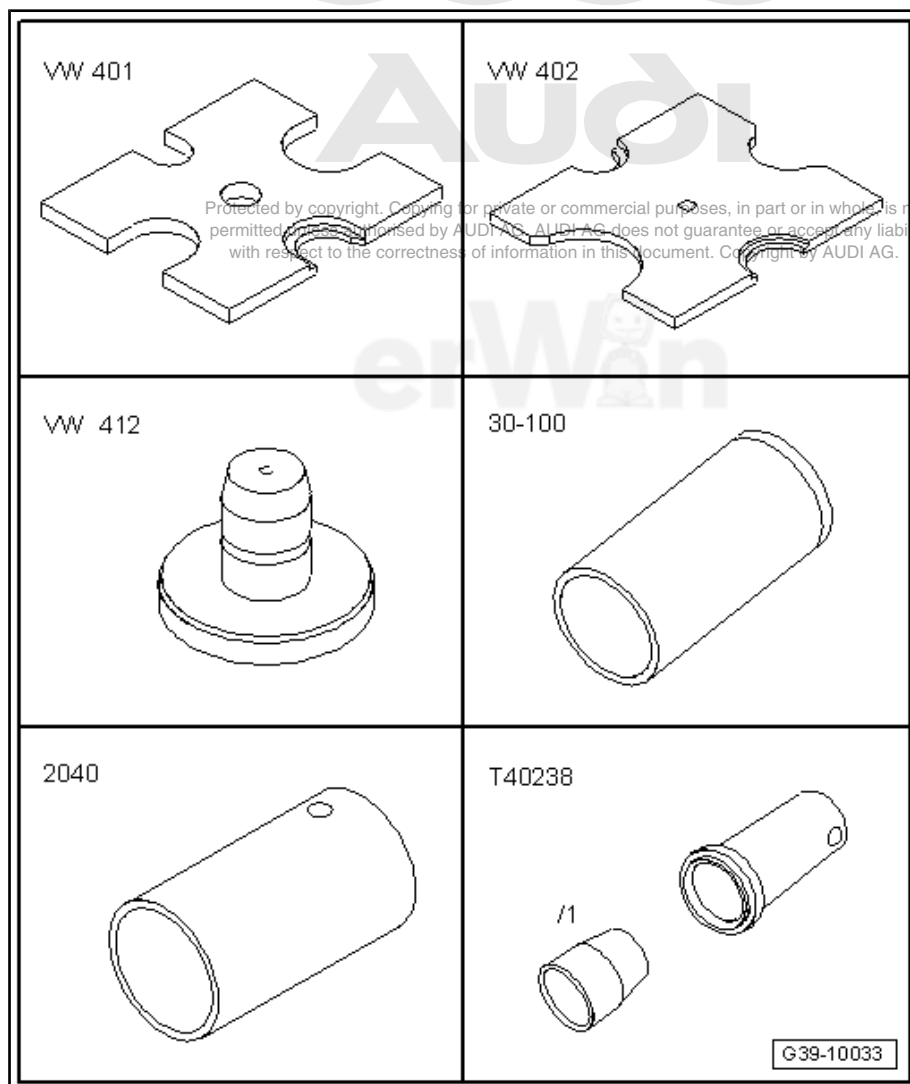 Audi
VW 401
VW 402
Protected by copyright. Copying for private or commercial purposes, in part or in whole, is
permitted unless authorised by AUDI AG. AUDI AG does not guarantee or accept any
with respect to the correctness of information in this document. Copyright by AUDI AG.
erWin
VW 412
30-100
2040
T40238
/1
G39-10033